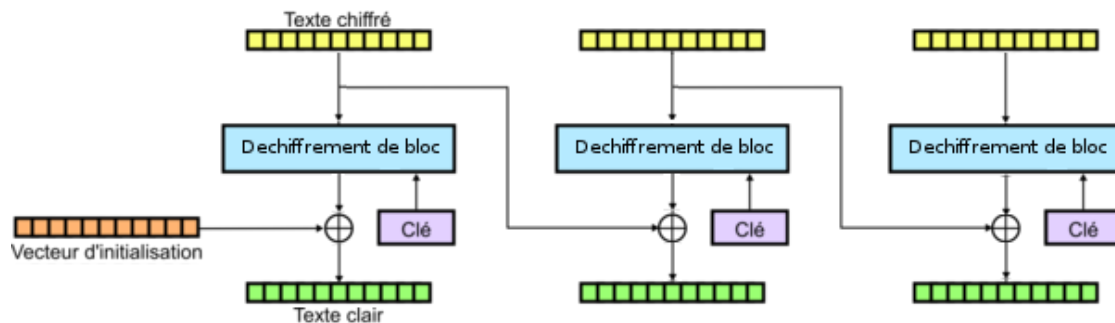 Texte chiffré
Dechiffrement de bloc
Dechiffrement de bloc
Dechiffrement de bloc
Clé
Clé
Clé
Vecteur d'initialisation
Texte clair